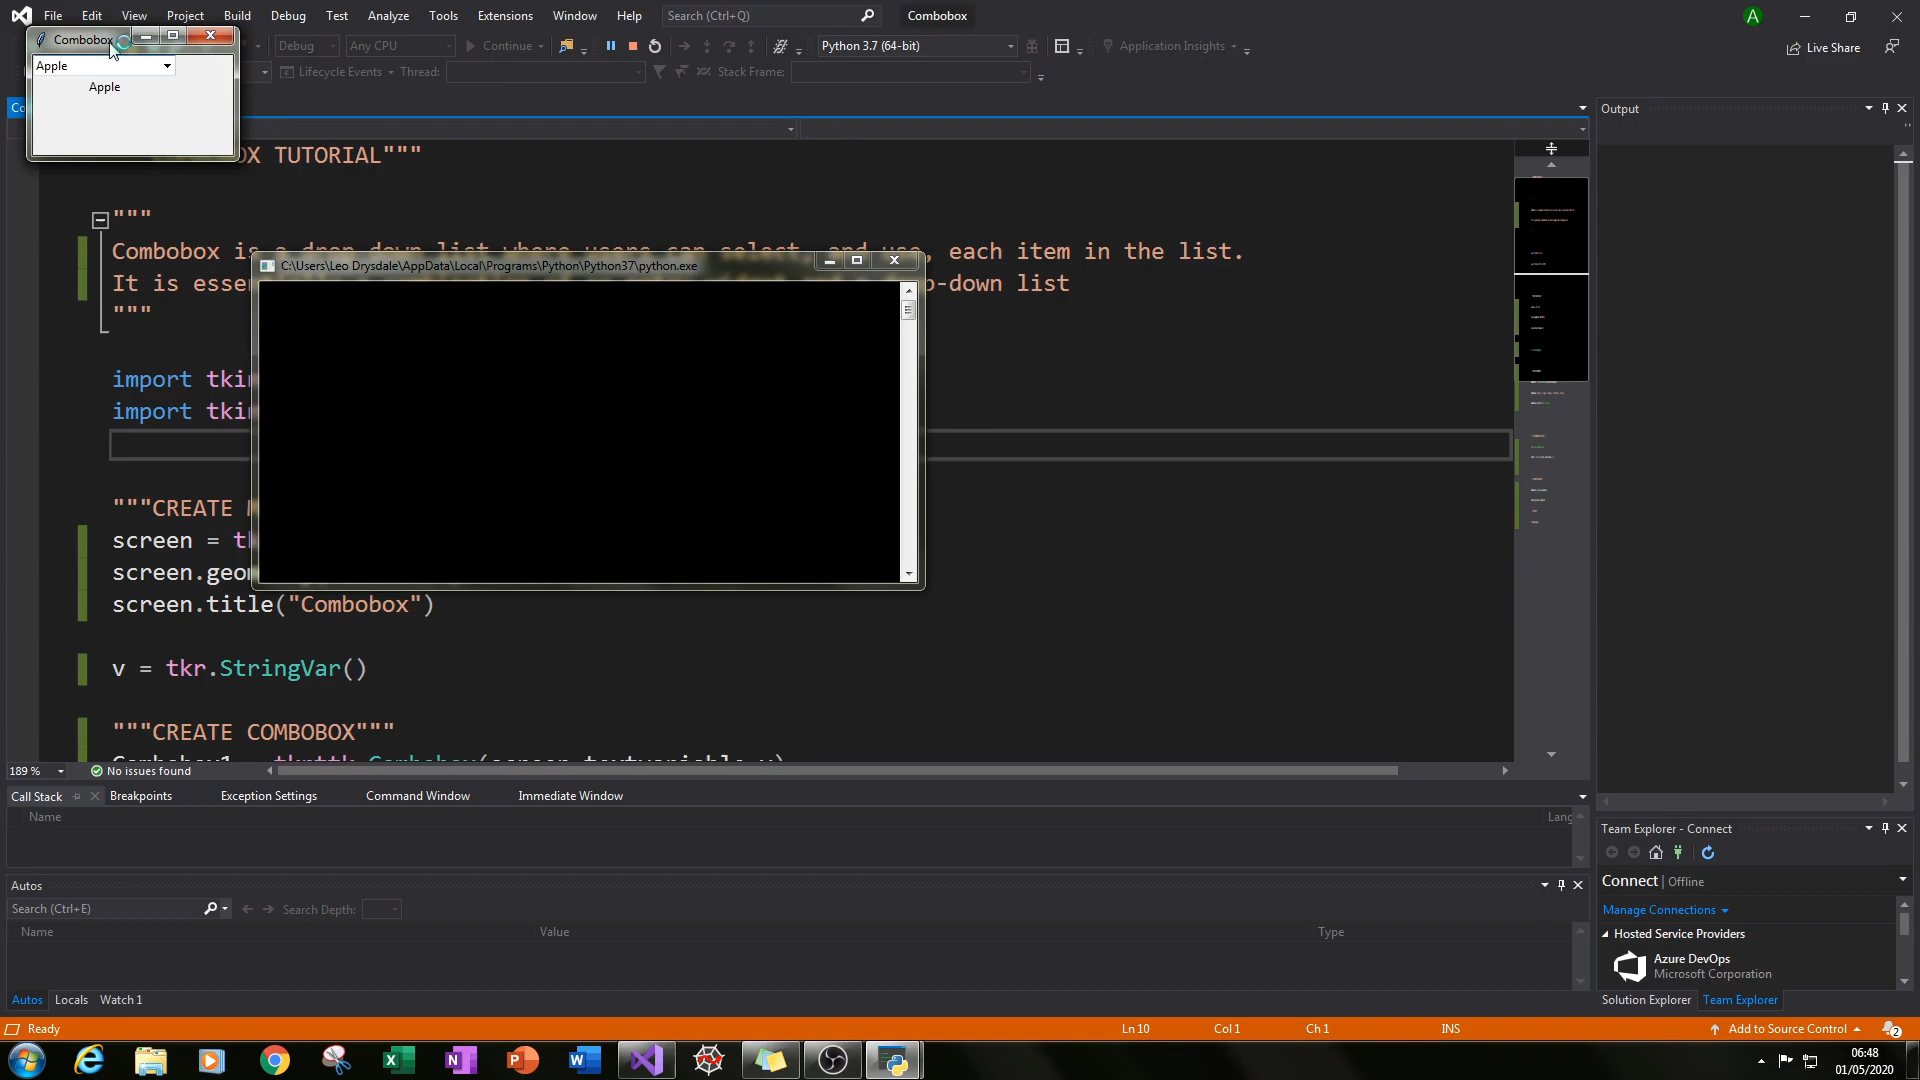 File Edit View Project Build Debug Test Analyze Tools Extensions Window Help Search (Ctrl+Q) Combobox A
Combobox
Debug Any CPU Continue Python 3.7 (64-bit) Application Insights Live Share
Apple
Lifecycle Events Thread: Stack Frame:
Apple
Co
Output
OX TUTORIAL"""
"""
Combobox is a drop down list where users can select, and use, each item in the list.
C:\Users\Leo Drysdale\AppData\Local\Programs\Python\Python37\python.exe
It is esse p-down list
"""
import tki
import tki
"""CREATE
screen = t
screen.geo
screen.title("Combobox")
v = tkr.StringVar()
"""CREATE COMBOBOX"""
189 % No issues found
Call Stack Breakpoints Exception Settings Command Window Immediate Window
Name Lang
Team Explorer - Connect
Connect | Offline
Autos
Search (Ctrl+E) Search Depth:
Manage Connections
Name Value Type
Hosted Service Providers
Azure DevOps
Microsoft Corporation
Autos Locals Watch 1
Solution Explorer Team Explorer
Ready Ln 10 Col 1 Ch 1 INS Add to Source Control 2
06:48
01/05/2020